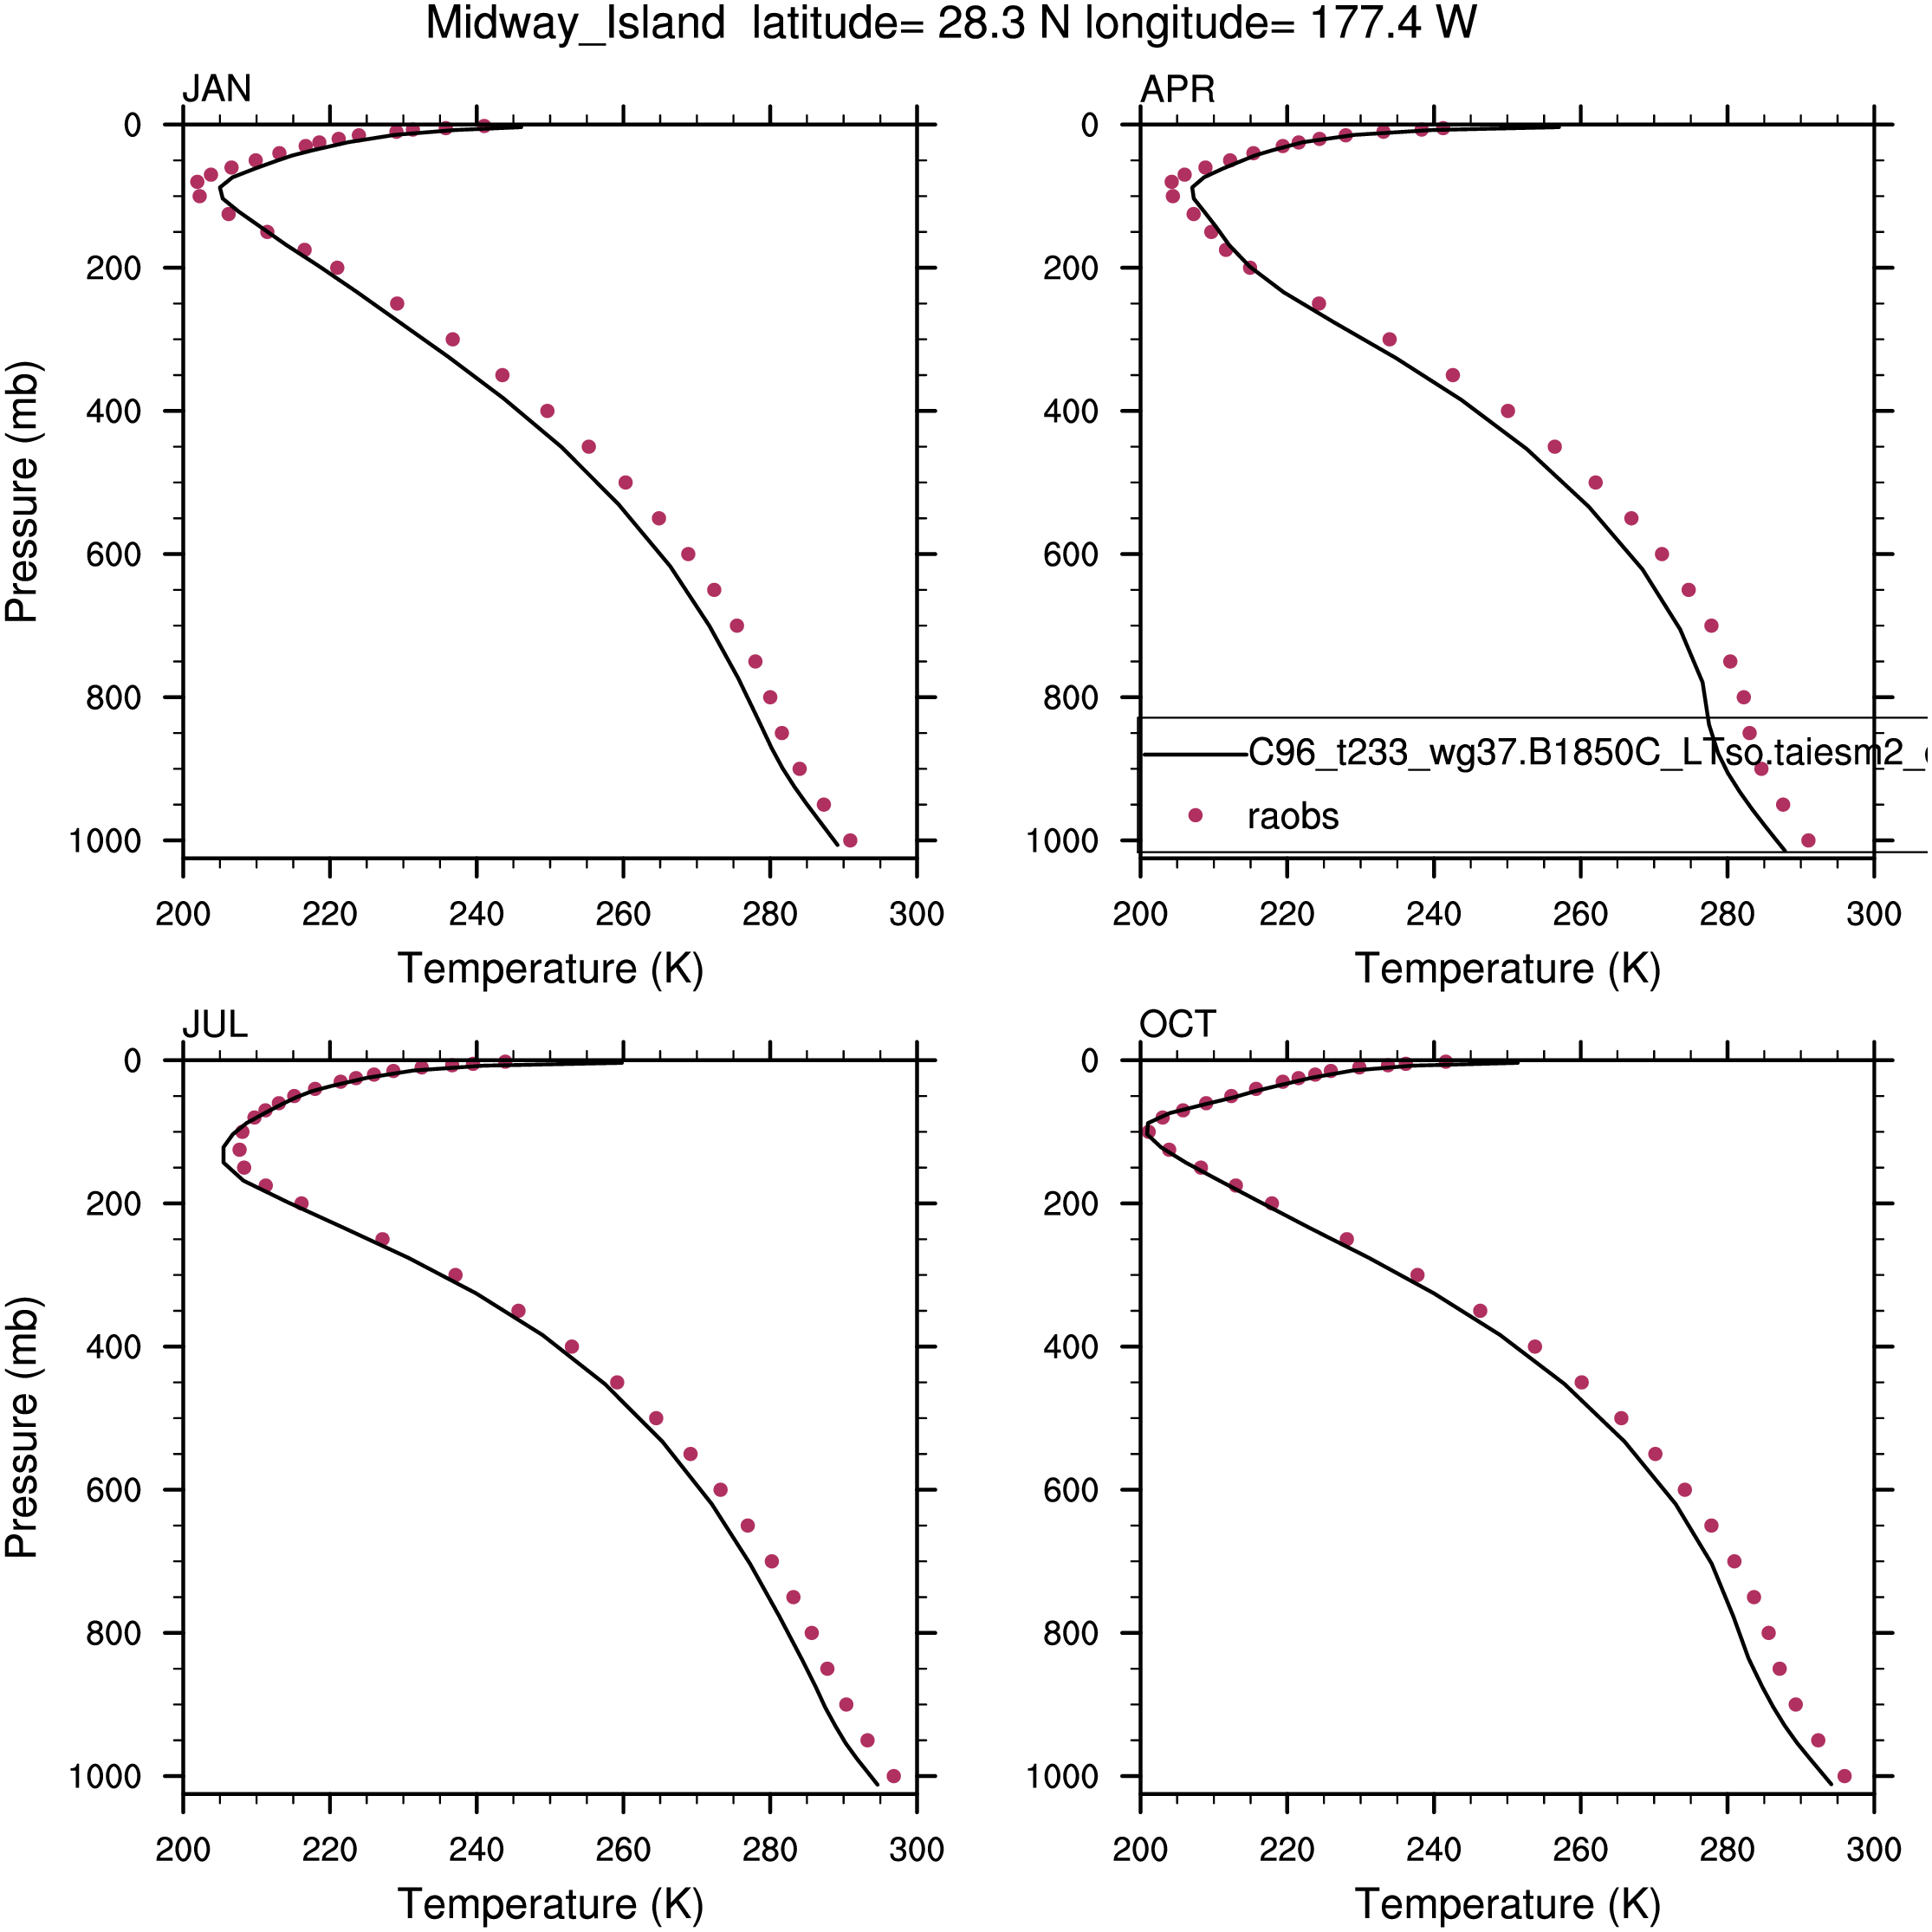 Midway_Island latitude= 28.3 N longitude= 177.4 W
JAN
0
200
400
600
800
1000
Pressure (mb)
200 220 240 260 280 300
Temperature (K)
APR
0
200
400
600
800
1000
C96_t233_wg37.B1850C_LTso.taiesm2_
raobs
200 220 240 260 280 300
Temperature (K)
JUL
0
200
400
600
800
1000
Pressure (mb)
200 220 240 260 280 300
Temperature (K)
OCT
0
200
400
600
800
1000
200 220 240 260 280 300
Temperature (K)